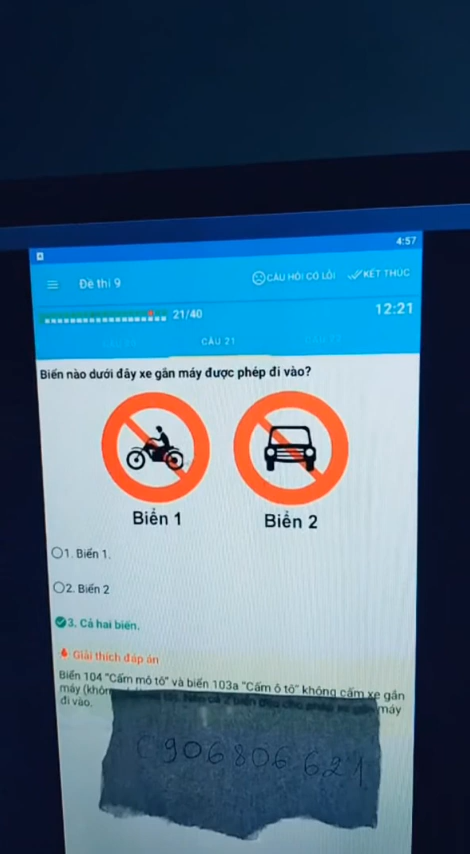 4:57
Đề thi 9
CÂU HỎI CÓ LỖI
KẾT THÚC
21/40
12:21
CÂU 21
Biển nào dưới đây xe gắn máy được phép đi vào?
Biển 1
Biển 2
1. Biển 1.
2. Biển 2
3. Cả hai biển.
Giải thích đáp án
Biển 104 "Cấm mô tô" và biển 103a "Cấm ô tô" không cấm xe gắn
máy máy
đi vào.
0906806621